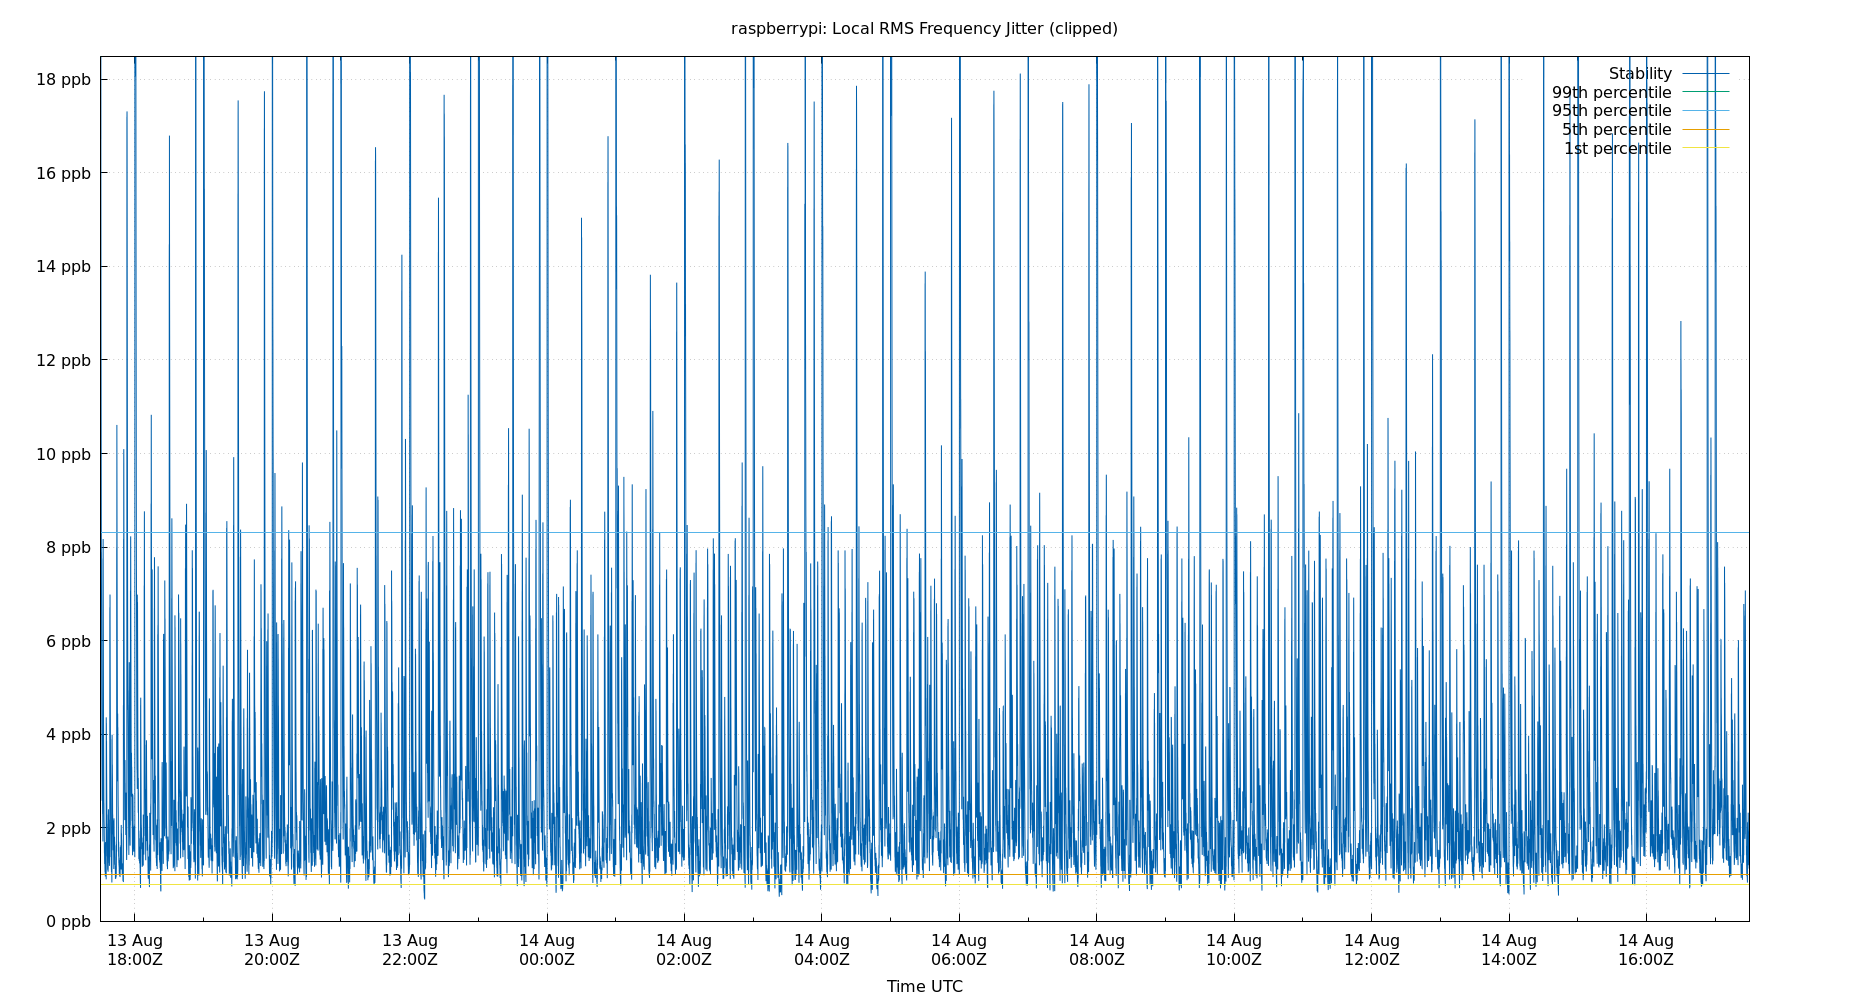 raspberrypi: Local RMS Frequency Jitter (clipped)
18 ppb
16 ppb
14 ppb
12 ppb
10 ppb
8 ppb
6 ppb
4 ppb
2 ppb
0 ppb
Stability
99th percentile
95th percentile
5th percentile
1st percentile
13 Aug 13 Aug 13 Aug 14 Aug 14 Aug 14 Aug 14 Aug 14 Aug 14 Aug 14 Aug 14 Aug 14 Aug
18:00Z 20:00Z 22:00Z 00:00Z 02:00Z 04:00Z 06:00Z 08:00Z 10:00Z 12:00Z 14:00Z 16:00Z
Time UTC